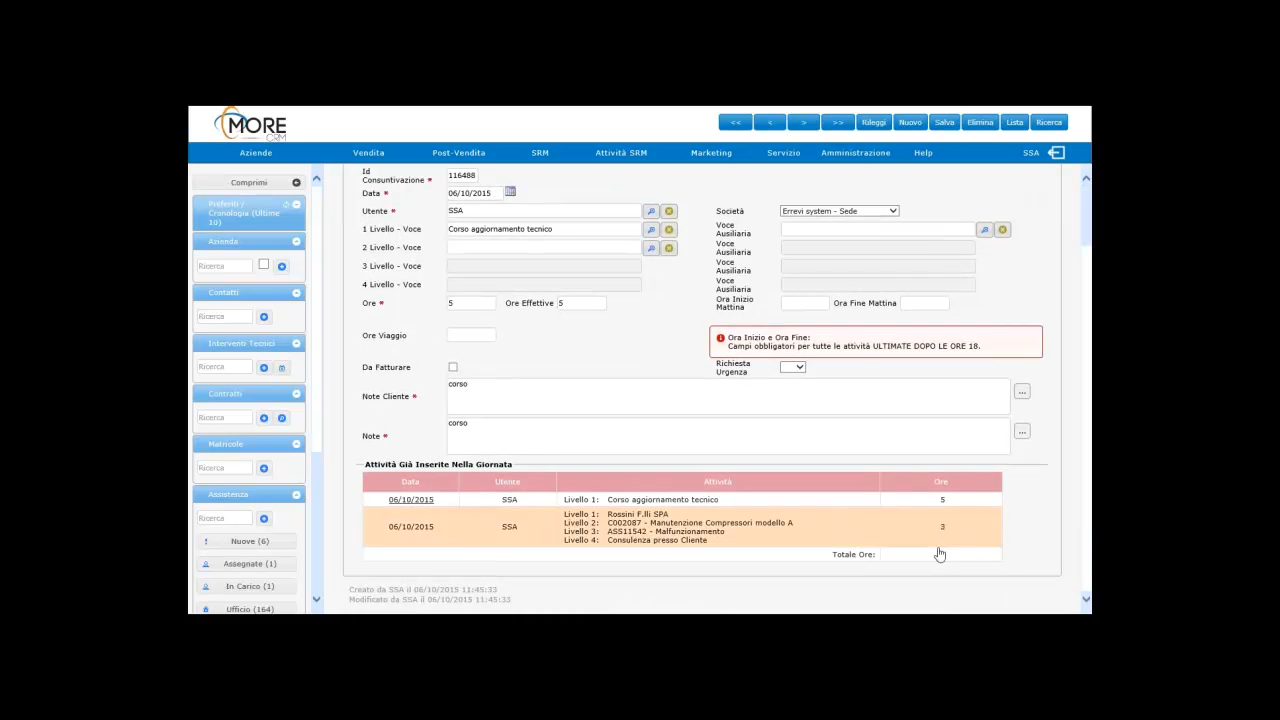 MORE
CRM
<< < > >> Rileggi Nuovo Salva Elimina Lista Ricerca
Aziende Vendita Post-Vendita SRM Attività SRM Marketing Servizio Amministrazione Help SSA
Comprimi
Preferiti /
Cronologia (Ultime
10)
Azienda
Ricerca
Contatti
Ricerca
Interventi Tecnici
Ricerca
Contratti
Ricerca
Matricole
Ricerca
Assistenza
Ricerca
Nuove (6)
Assegnate (1)
In Carico (1)
Ufficio (164)
Id
Consuntivazione * 116488
Data * 06/10/2015
Utente * SSA Società Errevi system - Sede
1 Livello - Voce Corso aggiornamento tecnico Voce
Ausiliaria
2 Livello - Voce Voce
Ausiliaria
3 Livello - Voce Voce
Ausiliaria
4 Livello - Voce Voce
Ausiliaria
Ore * 5 Ore Effettive 5 Ora Inizio
Mattina Ora Fine Mattina
Ore Viaggio
Ora Inizio e Ora Fine:
Campi obbligatori per tutte le attività ULTIMATE DOPO LE ORE 18.
Da Fatturare Richiesta
Urgenza
Note Cliente * corso ...
Note * corso ...
Attività Già Inserite Nella Giornata
Data Utente Attività Ore
06/10/2015 SSA Livello 1: Corso aggiornamento tecnico 5
06/10/2015 SSA Livello 1: Rossini F.lli SPA 3
Livello 2: C002087 - Manutenzione Compressori modello A
Livello 3: ASS11542 - Malfunzionamento
Livello 4: Consulenza presso Cliente
Totale Ore:
Creato da SSA il 06/10/2015 11:45:33
Modificato da SSA il 06/10/2015 11:45:33